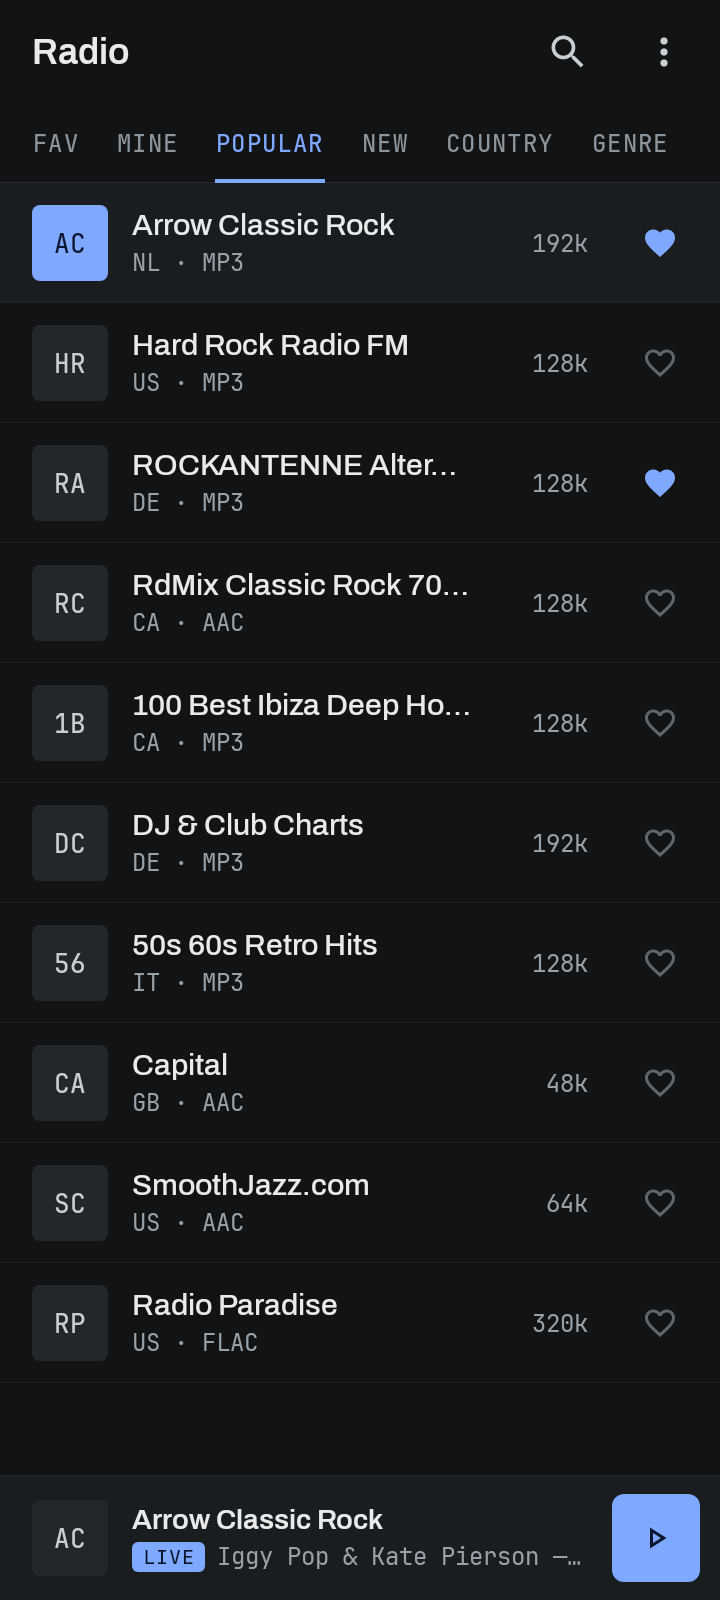 Radio
FAV MINE POPULAR NEW COUNTRY GENRE
AC Arrow Classic Rock 192k
NL · MP3
HR Hard Rock Radio FM 128k
US · MP3
RA ROCKANTENNE Alter... 128k
DE · MP3
RC RdMix Classic Rock 70... 128k
CA · AAC
1B 100 Best Ibiza Deep Ho... 128k
CA · MP3
DC DJ & Club Charts 192k
DE · MP3
56 50s 60s Retro Hits 128k
IT · MP3
CA Capital 48k
GB · AAC
SC SmoothJazz.com 64k
US · AAC
RP Radio Paradise 320k
US · FLAC
AC Arrow Classic Rock
LIVE Iggy Pop & Kate Pierson —…